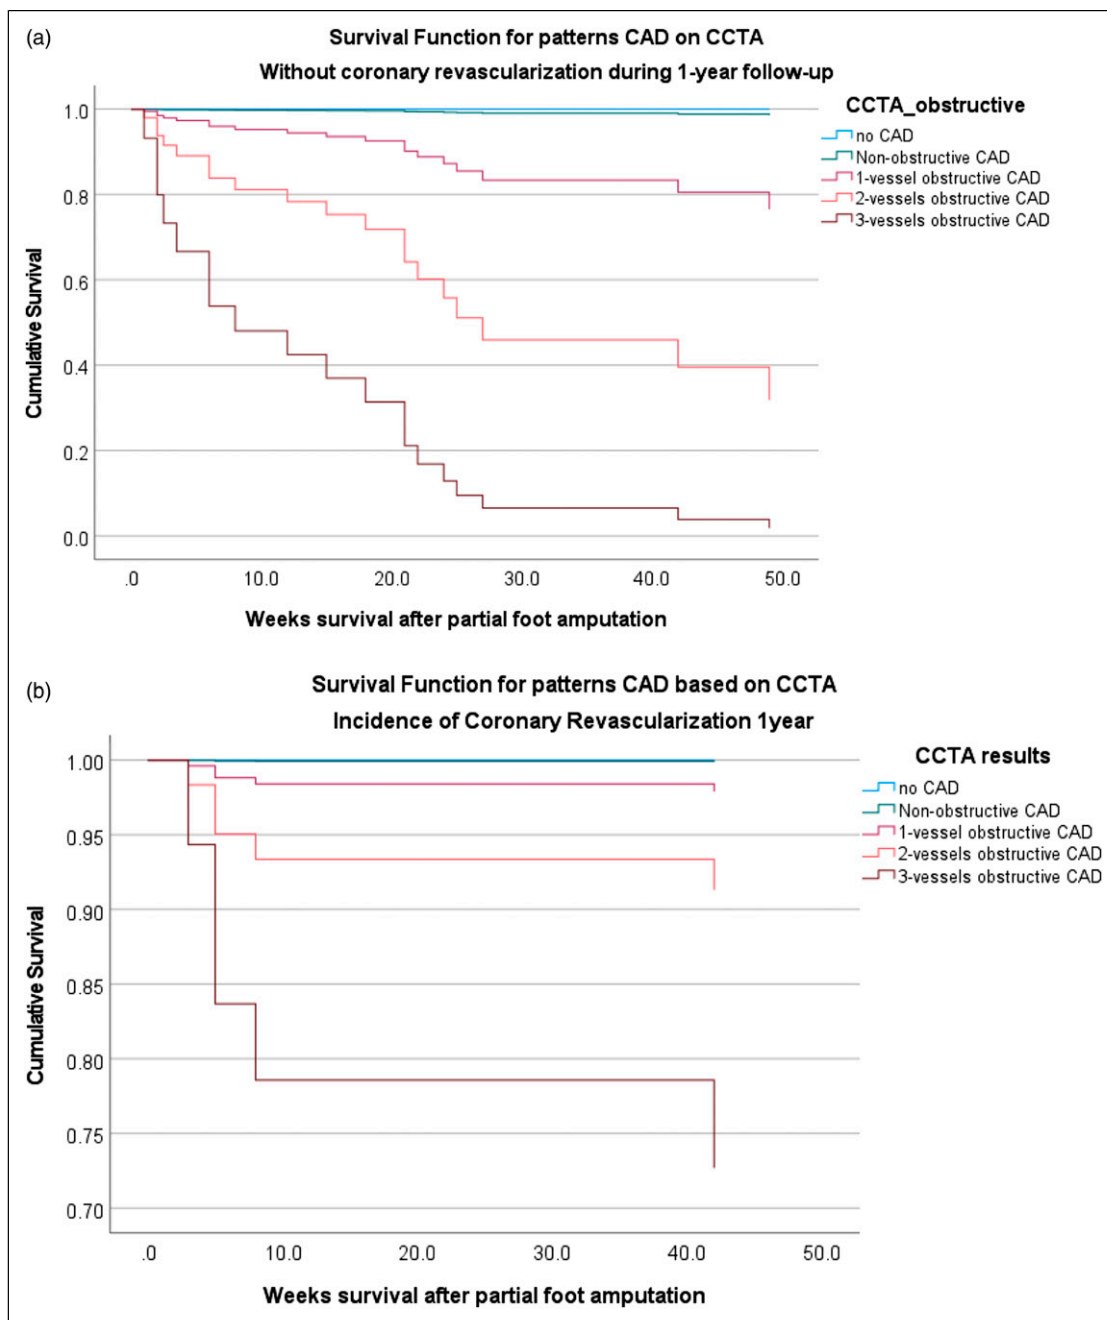 (a)
Survival Function for patterns CAD on CCTA
Without coronary revascularization during 1-year follow-up
CCTA_obstructive
no CAD
Non-obstructive CAD
1-vessel obstructive CAD
2-vessels obstructive CAD
3-vessels obstructive CAD
Cumulative Survival
1.0
0.8
0.6
0.4
0.2
0.0
.0 10.0 20.0 30.0 40.0 50.0
Weeks survival after partial foot amputation
(b)
Survival Function for patterns CAD based on CCTA
Incidence of Coronary Revascularization 1year
CCTA results
no CAD
Non-obstructive CAD
1-vessel obstructive CAD
2-vessels obstructive CAD
3-vessels obstructive CAD
Cumulative Survival
1.00
0.95
0.90
0.85
0.80
0.75
0.70
.0 10.0 20.0 30.0 40.0 50.0
Weeks survival after partial foot amputation